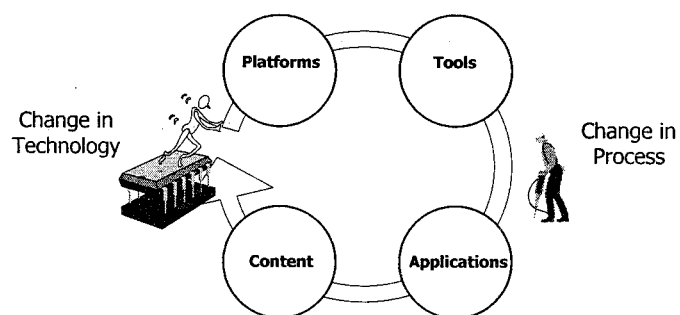 Platforms
Tools
Change in
Technology
Change in
Process
Content
Applications